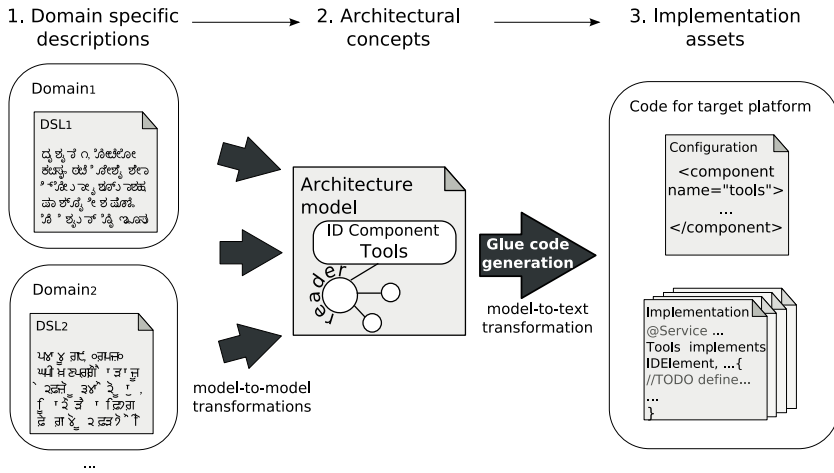 1. Domain specific
descriptions
2. Architectural
concepts
3. Implementation
assets
Domain1
DSL1
Domain2
DSL2
...
model-to-model
transformations
Architecture
model
ID Component
Tools
leader
Glue code
generation
model-to-text
transformation
Code for target platform
Configuration
<component
name="tools">
...
</component>
Implementation
@Service ...
Tools implements
IDElement, ...{
//TODO define...
...
}